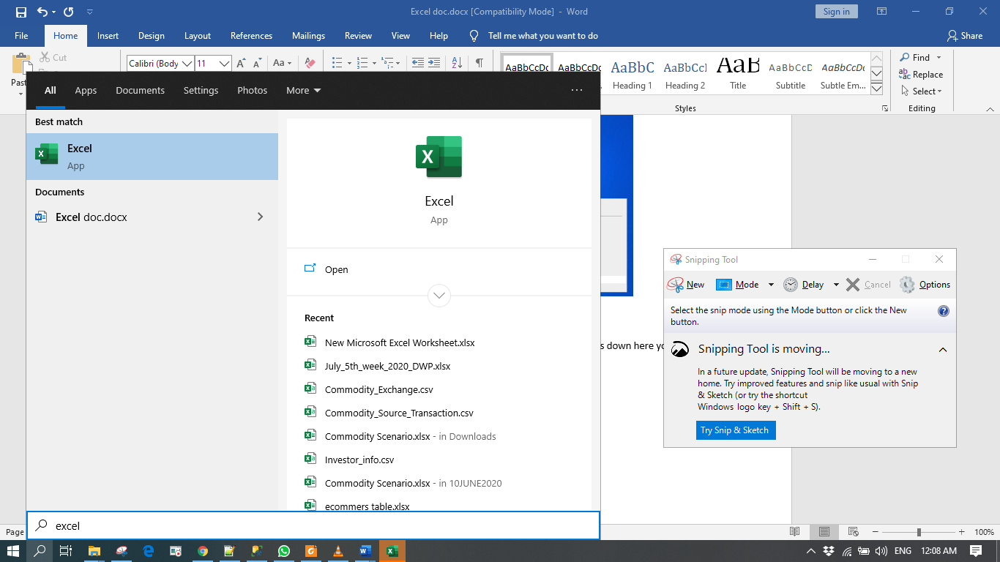 Excel doc.docx [Compatibility Mode] - Word
Sign in
File Home Insert Design Layout References Mailings Review View Help Tell me what you want to do Share
Cut
Calibri (Body 11 Aa
AaBbCcDc AaBbCcDc AaBbC AaBbCcI AaB AaBbCcD AaBbCcDc
Heading 1 Heading 2 Title Subtitle Subtle Em...
Styles
Find
Replace
Select
Editing
All Apps Documents Settings Photos More ...
Best match
Excel
App
Documents
Excel doc.docx
Excel
App
Open
Recent
New Microsoft Excel Worksheet.xlsx
July_5th_week_2020_DWP.xlsx
Commodity_Exchange.csv
Commodity_Source_Transaction.csv
Commodity Scenario.xlsx - in Downloads
Investor_info.csv
Commodity Scenario.xlsx - in 10JUNE2020
ecommers table.xlsx
s down here
Snipping Tool
New Mode Delay Cancel Options
Select the snip mode using the Mode button or click the New
button.
Snipping Tool is moving...
In a future update, Snipping Tool will be moving to a new
home. Try improved features and snip like usual with Snip
& Sketch (or try the shortcut
Windows logo key + Shift + S).
Try Snip & Sketch
excel
Page
100%
ENG 12:08 AM